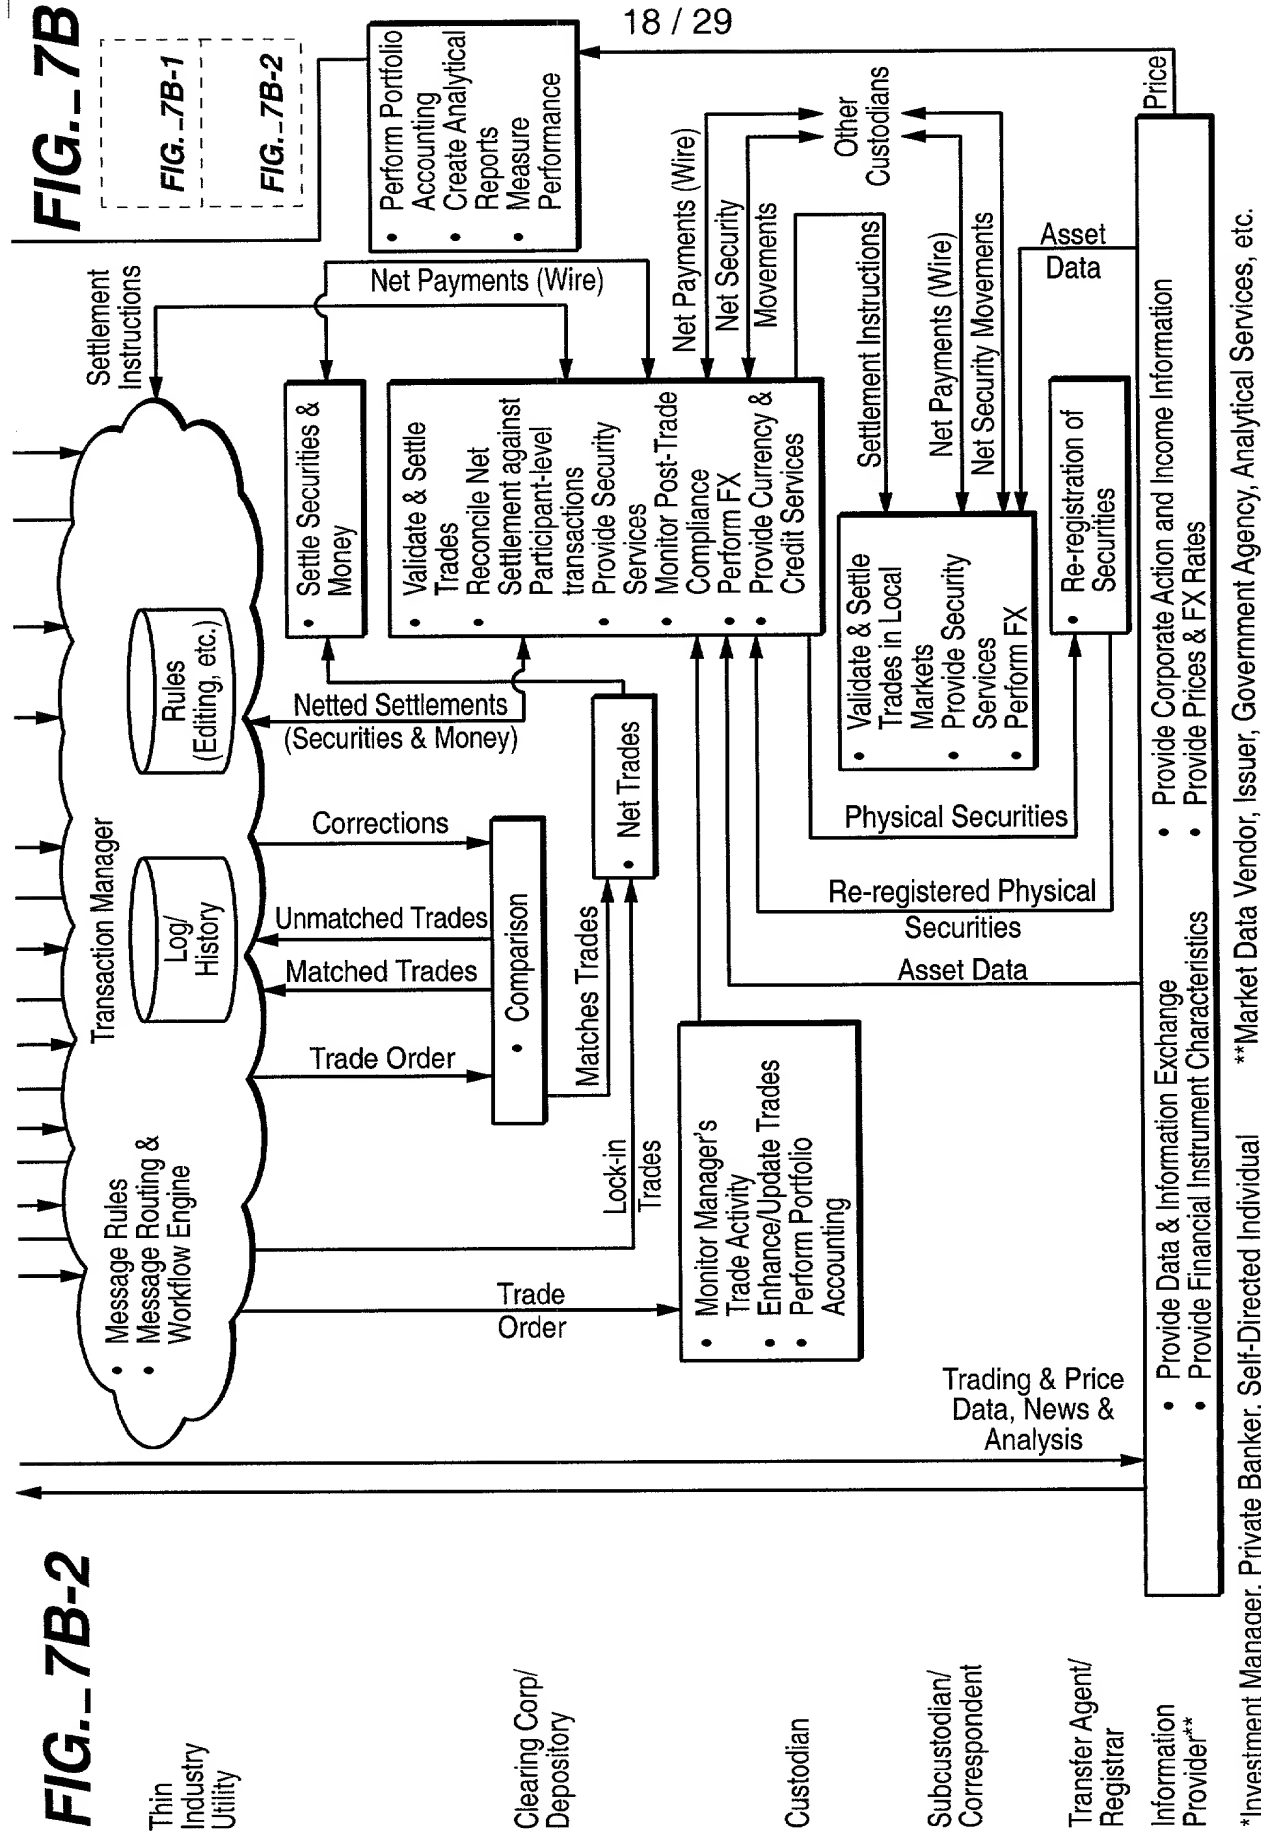 18 / 29
FIG._7B-2
FIG._7B
FIG._7B-1
FIG._7B-2
Thin
Industry
Utility
Clearing Corp/
Depository
Custodian
Subcustodian/
Correspondent
Transfer Agent/
Registrar
Information
Provider**
• Message Rules
• Message Routing &
Workflow Engine
Transaction Manager
Log/
History
Rules
(Editing, etc.)
Settlement
Instructions
Trade Order
Matched Trades
Unmatched Trades
Corrections
Netted Settlements
(Securities & Money)
• Settle Securities &
Money
Net Payments (Wire)
• Perform Portfolio
Accounting
• Create Analytical
Reports
• Measure
Performance
• Comparison
Matches Trades
Lock-in
Trades
• Net Trades
• Validate & Settle
Trades
• Reconcile Net
Settlement against
Participant-level
transactions
• Provide Security
Services
• Monitor Post-Trade
Compliance
• Perform FX
• Provide Currency &
Credit Services
Net Payments (Wire)
Net Security
Movements
Other
Custodians
Trade
Order
• Monitor Manager's
Trade Activity
• Enhance/Update Trades
• Perform Portfolio
Accounting
Settlement Instructions
Net Payments (Wire)
Net Security Movements
• Validate & Settle
Trades in Local
Markets
• Provide Security
Services
• Perform FX
Physical Securities
Re-registered Physical
Securities
Asset Data
Asset
Data
• Re-registration of
Securities
Trading & Price
Data, News &
Analysis
Price
• Provide Data & Information Exchange
• Provide Financial Instrument Characteristics
• Provide Corporate Action and Income Information
• Provide Prices & FX Rates
*Investment Manager, Private Banker, Self-Directed Individual
**Market Data Vendor, Issuer, Government Agency, Analytical Services, etc.